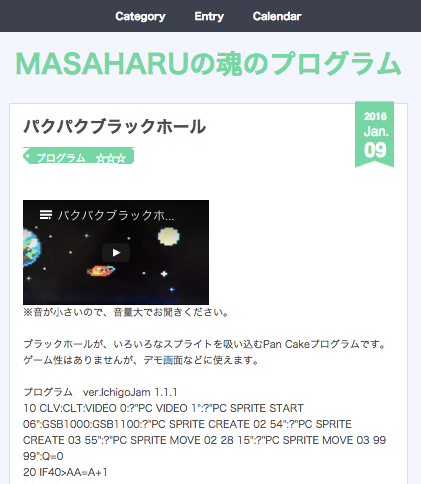 Category Entry Calendar
MASAHARUの魂のプログラム
パクパクブラックホール
2016
Jan.
09
プログラム ☆☆☆
パクパクブラックホ...
※音が小さいので、音量大でお聞きください。
ブラックホールが、いろいろなスプライトを吸い込むPan Cakeプログラムです。
ゲーム性はありませんが、デモ画面などに使えます。
プログラム　ver.IchigoJam 1.1.1
10 CLV:CLT:VIDEO 0:?"PC VIDEO 1":?"PC SPRITE START
06":GSB1000:GSB1100:?"PC SPRITE CREATE 02 54":?"PC SPRITE
CREATE 03 55":?"PC SPRITE MOVE 02 28 15":?"PC SPRITE MOVE 03 99
99":Q=0
20 IF40>AA=A+1